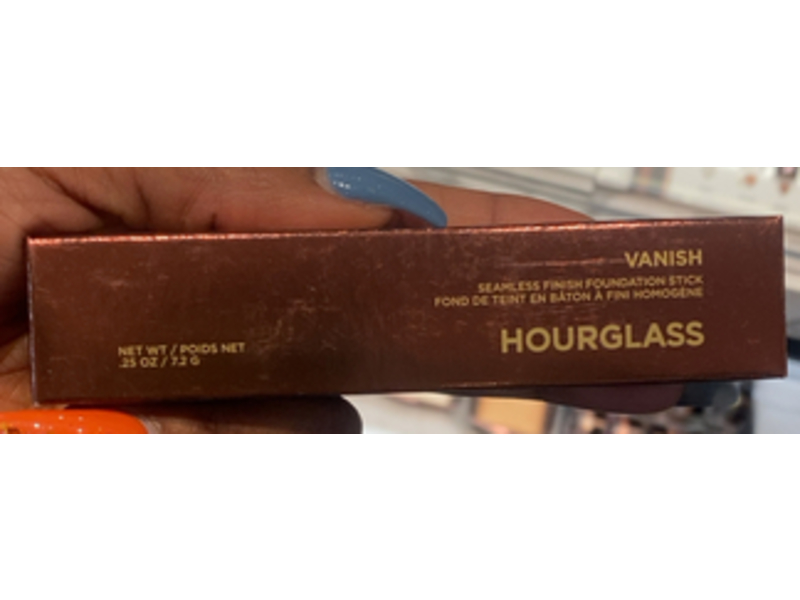 VANISH
SEAMLESS FINISH FOUNDATION STICK
FOND DE TEINT EN BÂTON À FINI HOMOGÈNE
HOURGLASS
NET WT / POIDS NET
.25 OZ / 7.2 G